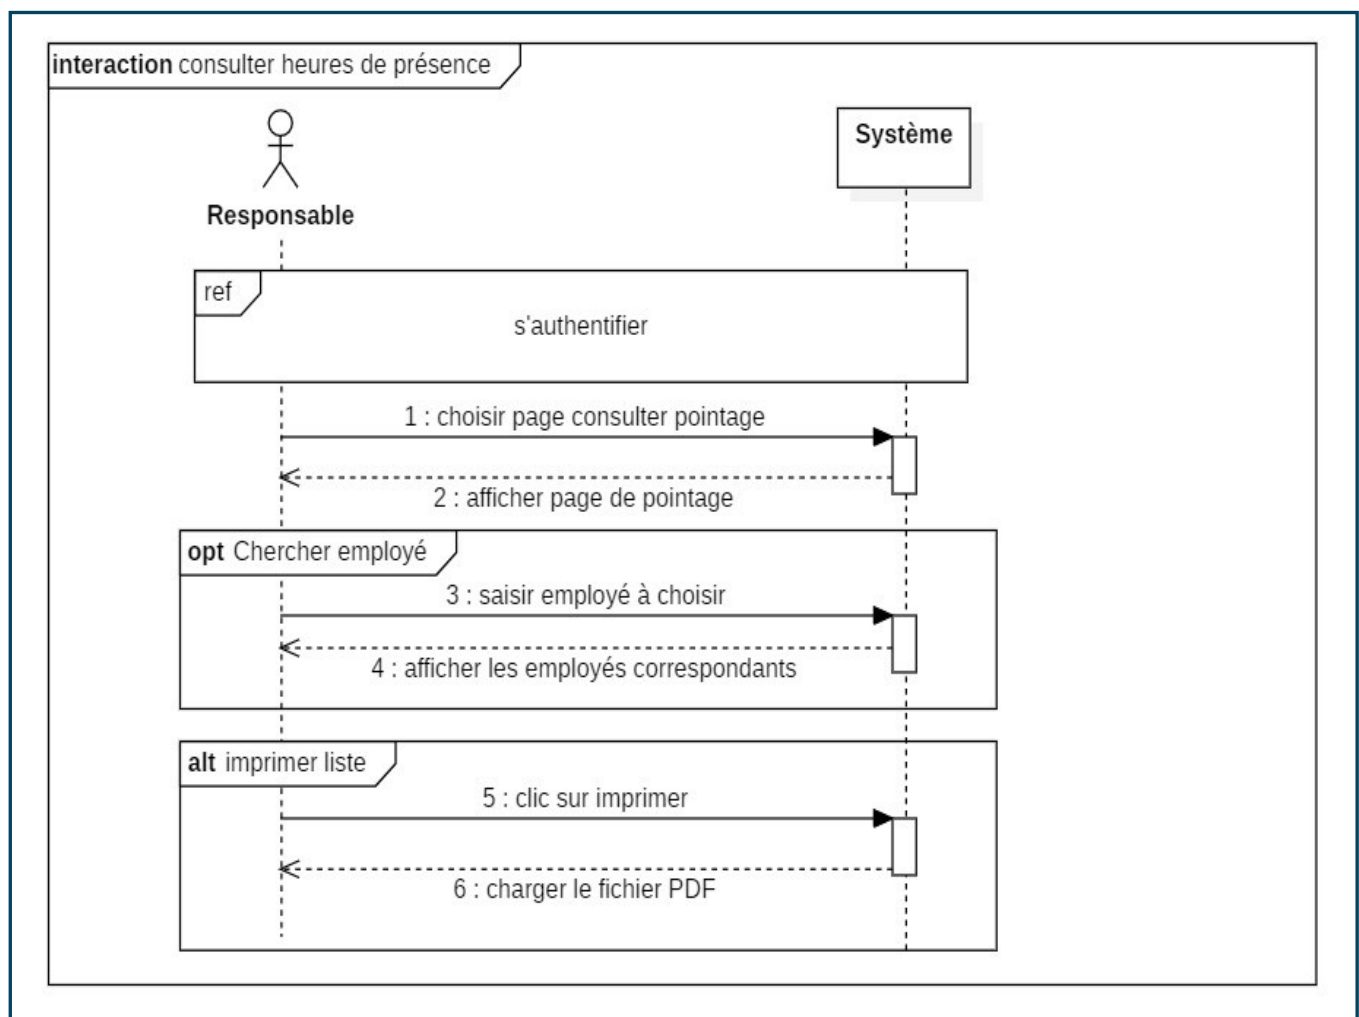 interaction consulter heures de présence
Système
Responsable
ref
s'authentifier
1 : choisir page consulter pointage
2 : afficher page de pointage
opt Chercher employé
3 : saisir employé à choisir
4 : afficher les employés correspondants
alt imprimer liste
5 : clic sur imprimer
6 : charger le fichier PDF